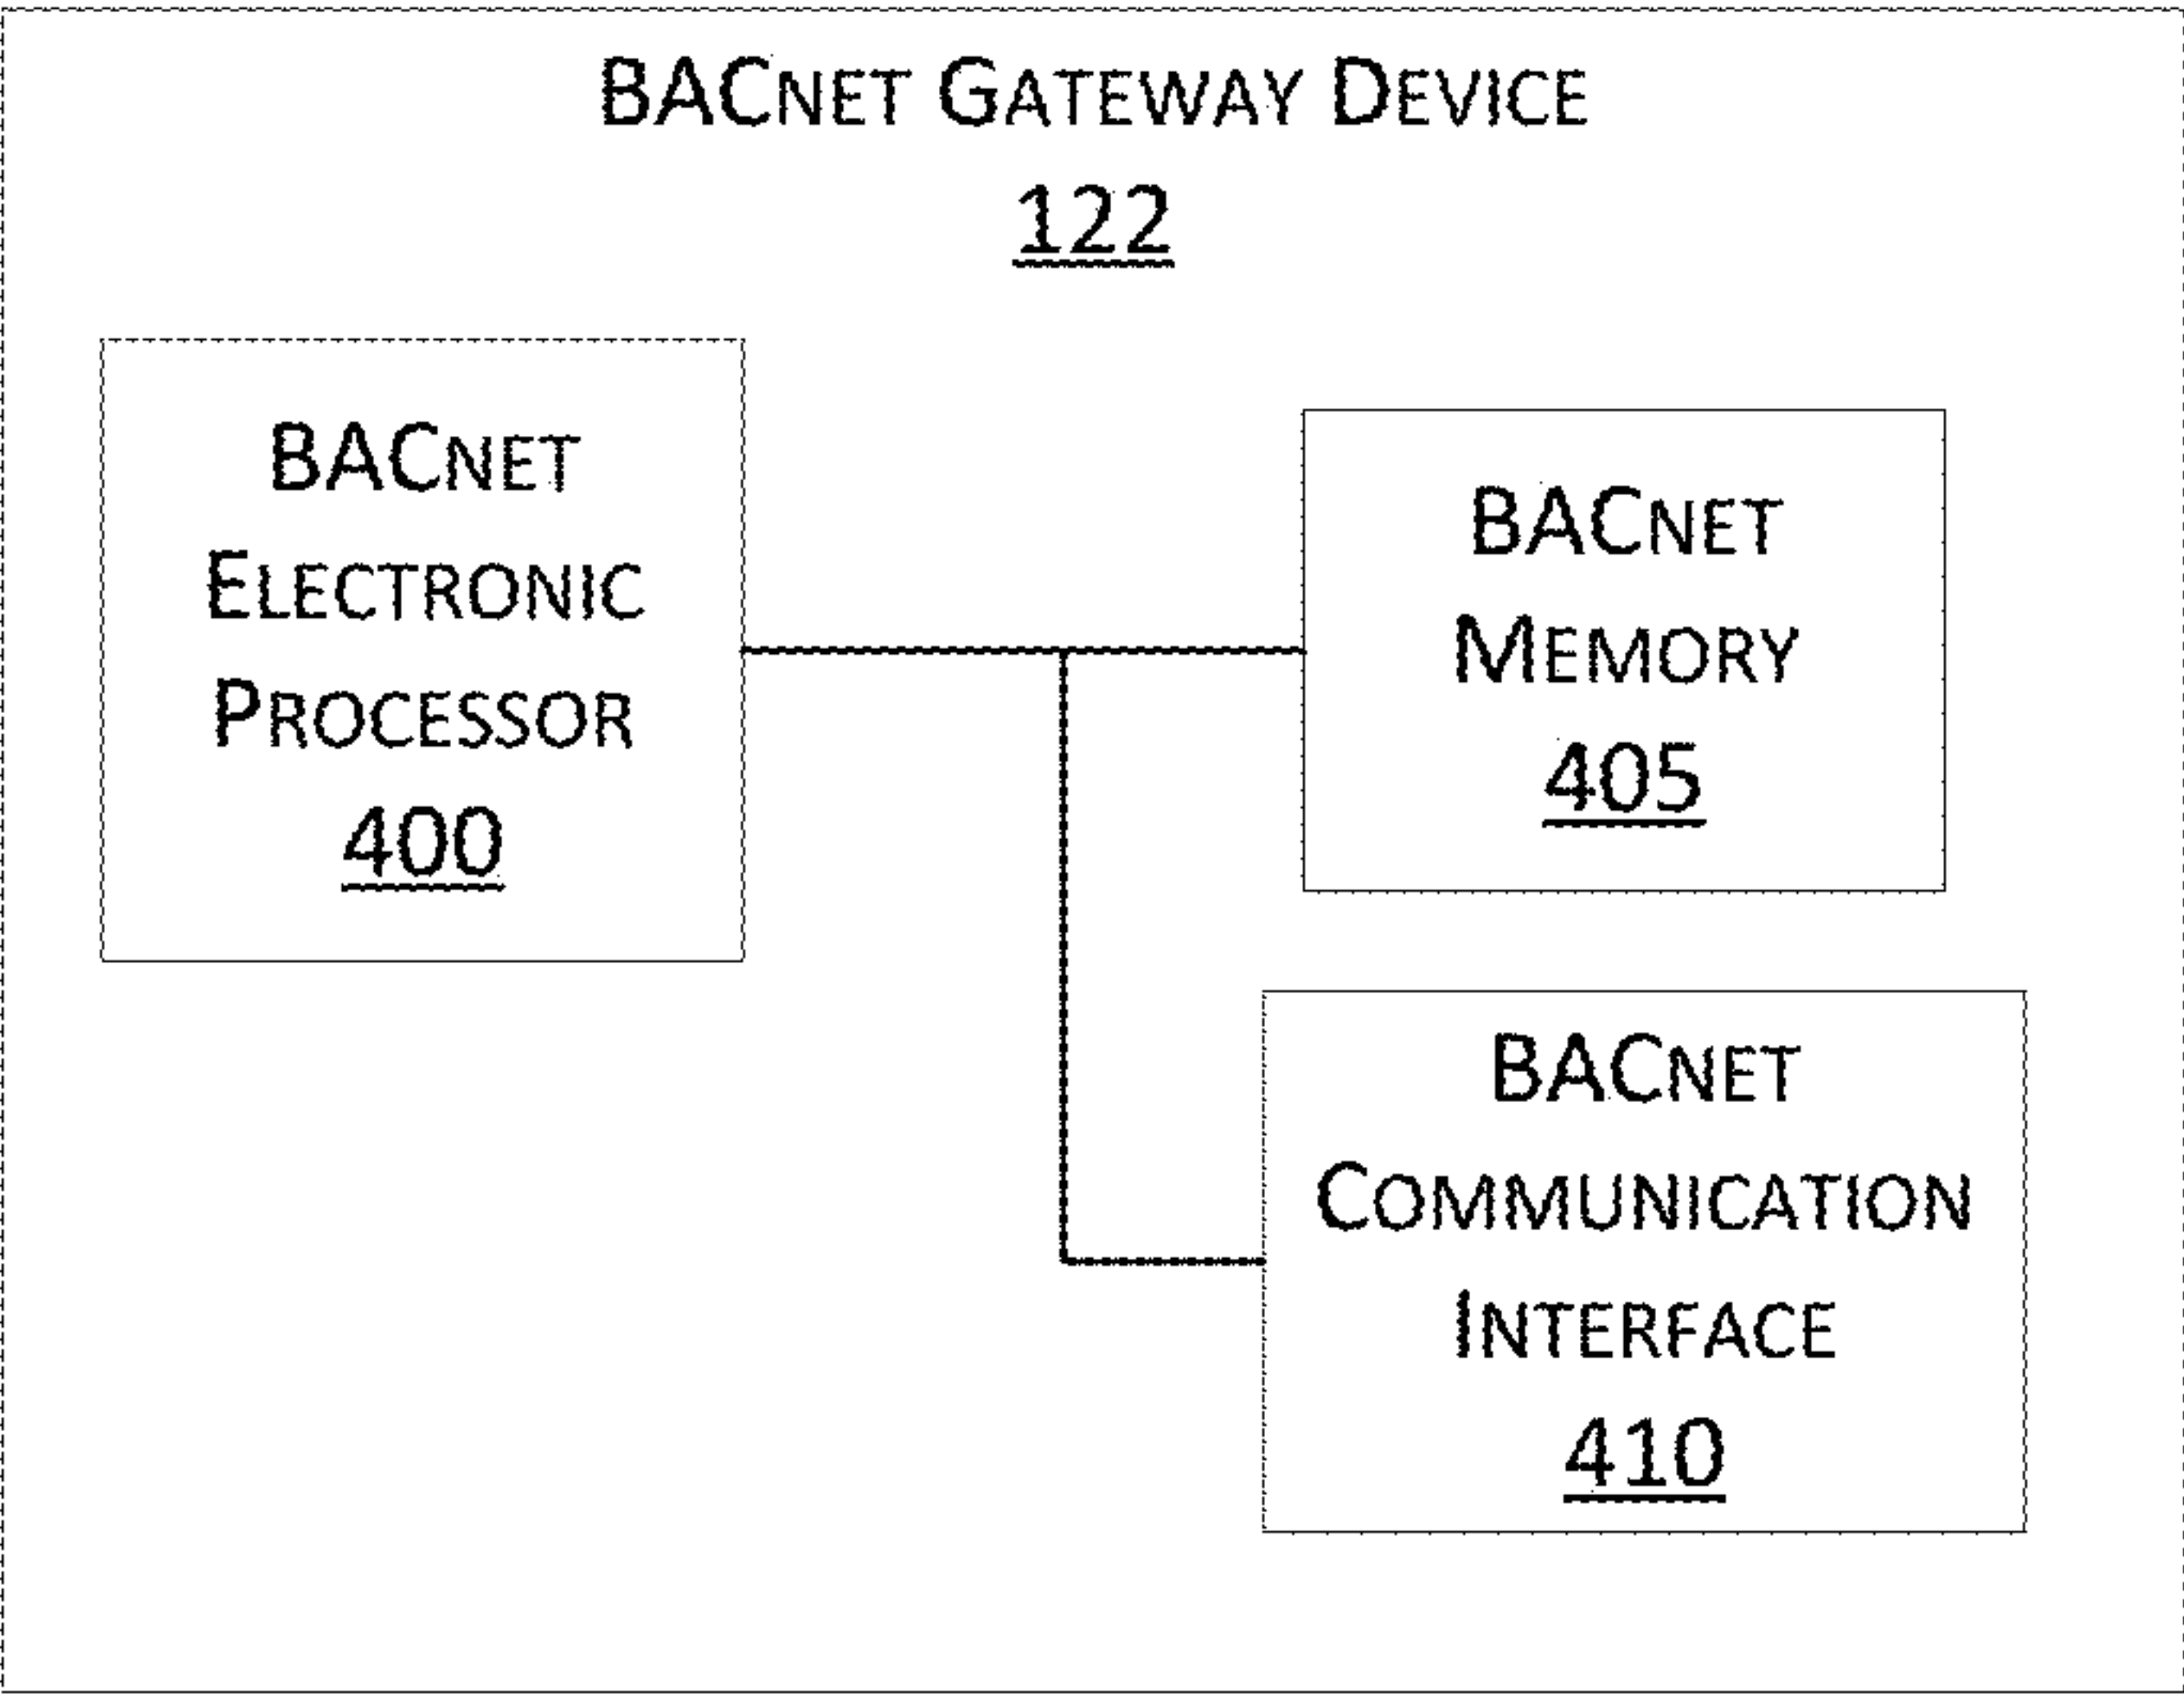 BACnet Gateway Device
122
BACnet
Electronic
Processor
400
BACnet
Memory
405
BACnet
Communication
Interface
410